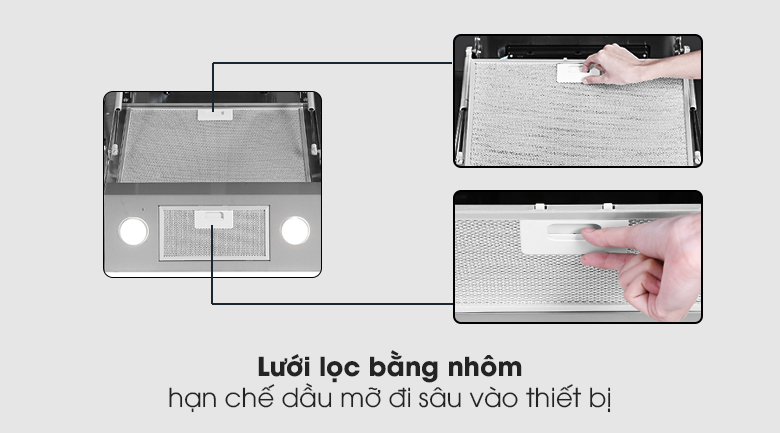 Lưới lọc bằng nhôm
hạn chế dầu mỡ đi sâu vào thiết bị